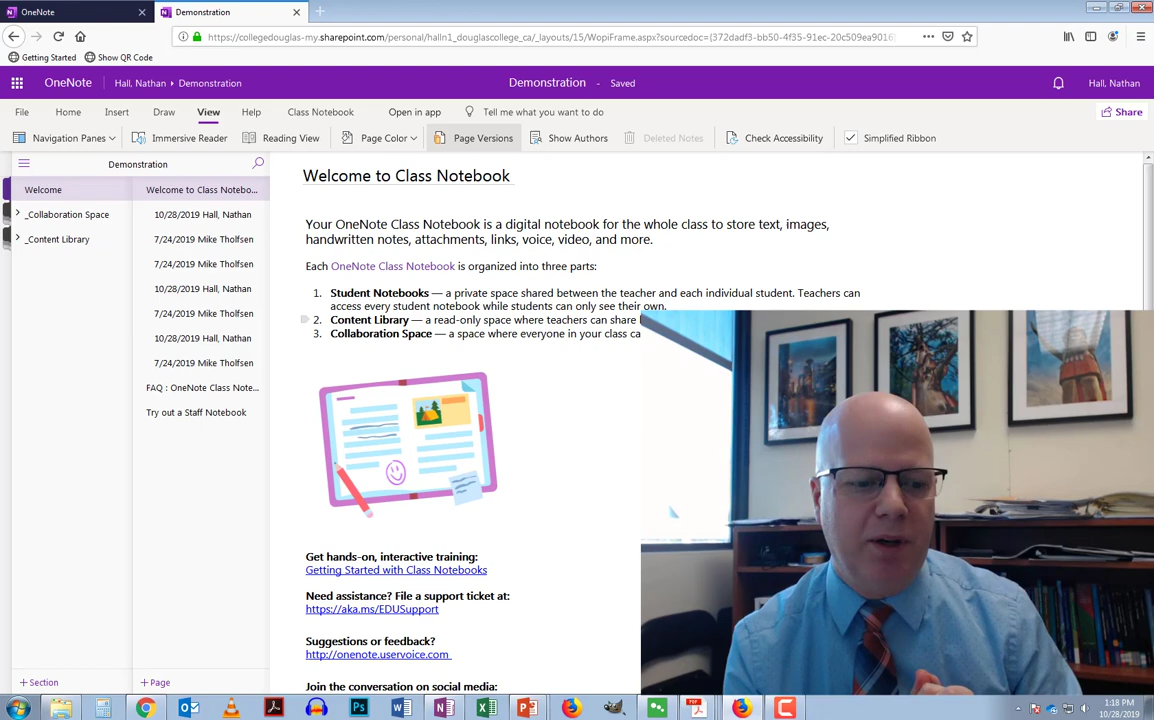 OneNote
Demonstration
https://collegedouglas-my.sharepoint.com/personal/halln1_douglascollege_ca/_layouts/15/WopiFrame.aspx?sourcedoc={372dadf3-bb50-4f35-91ec-20c509ea9016
Getting Started
Show QR Code
OneNote
Hall, Nathan
Demonstration
Demonstration - Saved
Hall, Nathan
File
Home
Insert
Draw
View
Help
Class Notebook
Open in app
Tell me what you want to do
Share
Navigation Panes
Immersive Reader
Reading View
Page Color
Page Versions
Show Authors
Deleted Notes
Check Accessibility
Simplified Ribbon
Demonstration
Welcome
_Collaboration Space
_Content Library
Welcome to Class Notebo...
10/28/2019 Hall, Nathan
7/24/2019 Mike Tholfsen
7/24/2019 Mike Tholfsen
10/28/2019 Hall, Nathan
7/24/2019 Mike Tholfsen
10/28/2019 Hall, Nathan
7/24/2019 Mike Tholfsen
FAQ : OneNote Class Note...
Try out a Staff Notebook
+ Section
+ Page
Welcome to Class Notebook
Your OneNote Class Notebook is a digital notebook for the whole class to store text, images,
handwritten notes, attachments, links, voice, video, and more.
Each OneNote Class Notebook is organized into three parts:
1. Student Notebooks — a private space shared between the teacher and each individual student. Teachers can
access every student notebook while students can only see their own.
2. Content Library — a read-only space where teachers can share
3. Collaboration Space — a space where everyone in your class ca
Get hands-on, interactive training:
Getting Started with Class Notebooks
Need assistance? File a support ticket at:
https://aka.ms/EDUSupport
Suggestions or feedback?
http://onenote.uservoice.com
Join the conversation on social media:
1:18 PM
10/28/2019